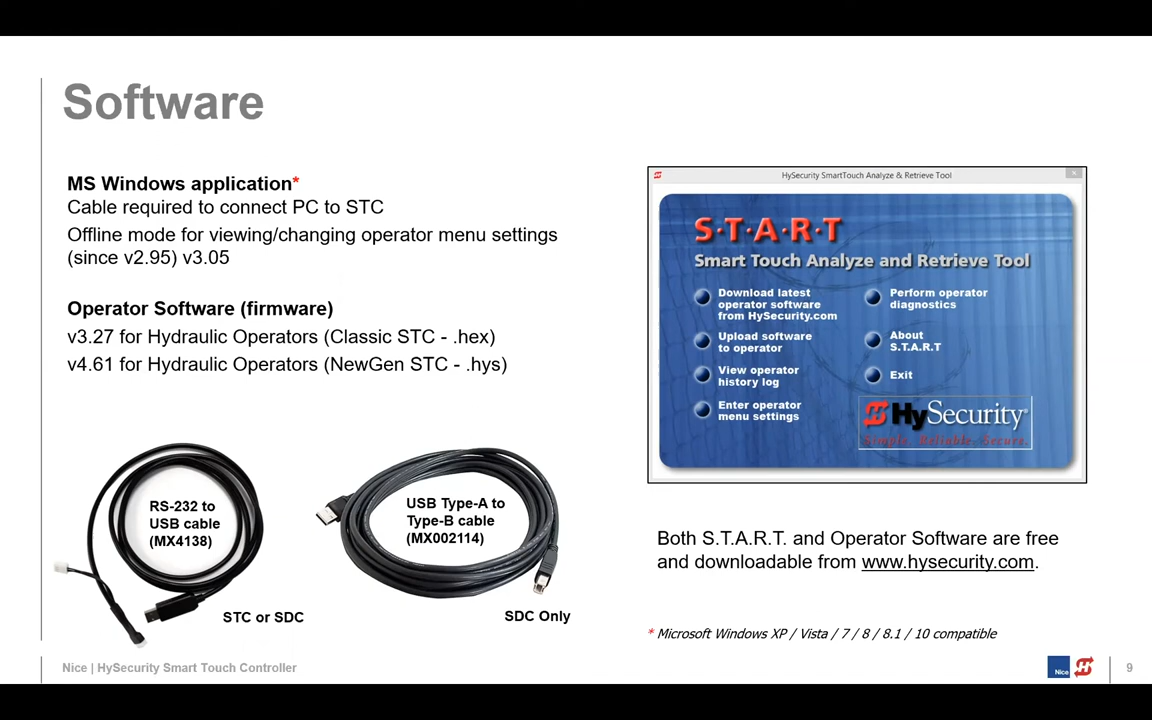 Software
MS Windows application*
Cable required to connect PC to STC
Offline mode for viewing/changing operator menu settings
(since v2.95) v3.05
Operator Software (firmware)
v3.27 for Hydraulic Operators (Classic STC - .hex)
v4.61 for Hydraulic Operators (NewGen STC - .hys)
RS-232 to
USB cable
(MX4138)
STC or SDC
USB Type-A to
Type-B cable
(MX002114)
SDC Only
HySecurity SmartTouch Analyze & Retrieve Tool
S·T·A·R·T
Smart Touch Analyze and Retrieve Tool
Download latest
operator software
from HySecurity.com
Upload software
to operator
View operator
history log
Enter operator
menu settings
Perform operator
diagnostics
About
S.T.A.R.T
Exit
HySecurity®
Simple. Reliable. Secure.
Both S.T.A.R.T. and Operator Software are free
and downloadable from www.hysecurity.com.
* Microsoft Windows XP / Vista / 7 / 8 / 8.1 / 10 compatible
Nice | HySecurity Smart Touch Controller
Nice
9